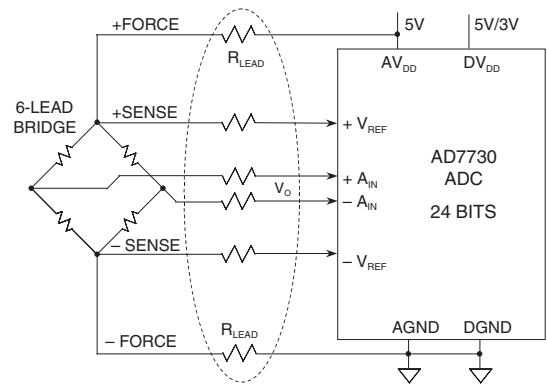 +FORCE
5V
5V/3V
R_LEAD
AV_DD
DV_DD
6-LEAD
BRIDGE
+SENSE
+ V_REF
AD7730
ADC
24 BITS
+ A_IN
V_O
– A_IN
– SENSE
– V_REF
– FORCE
R_LEAD
AGND
DGND